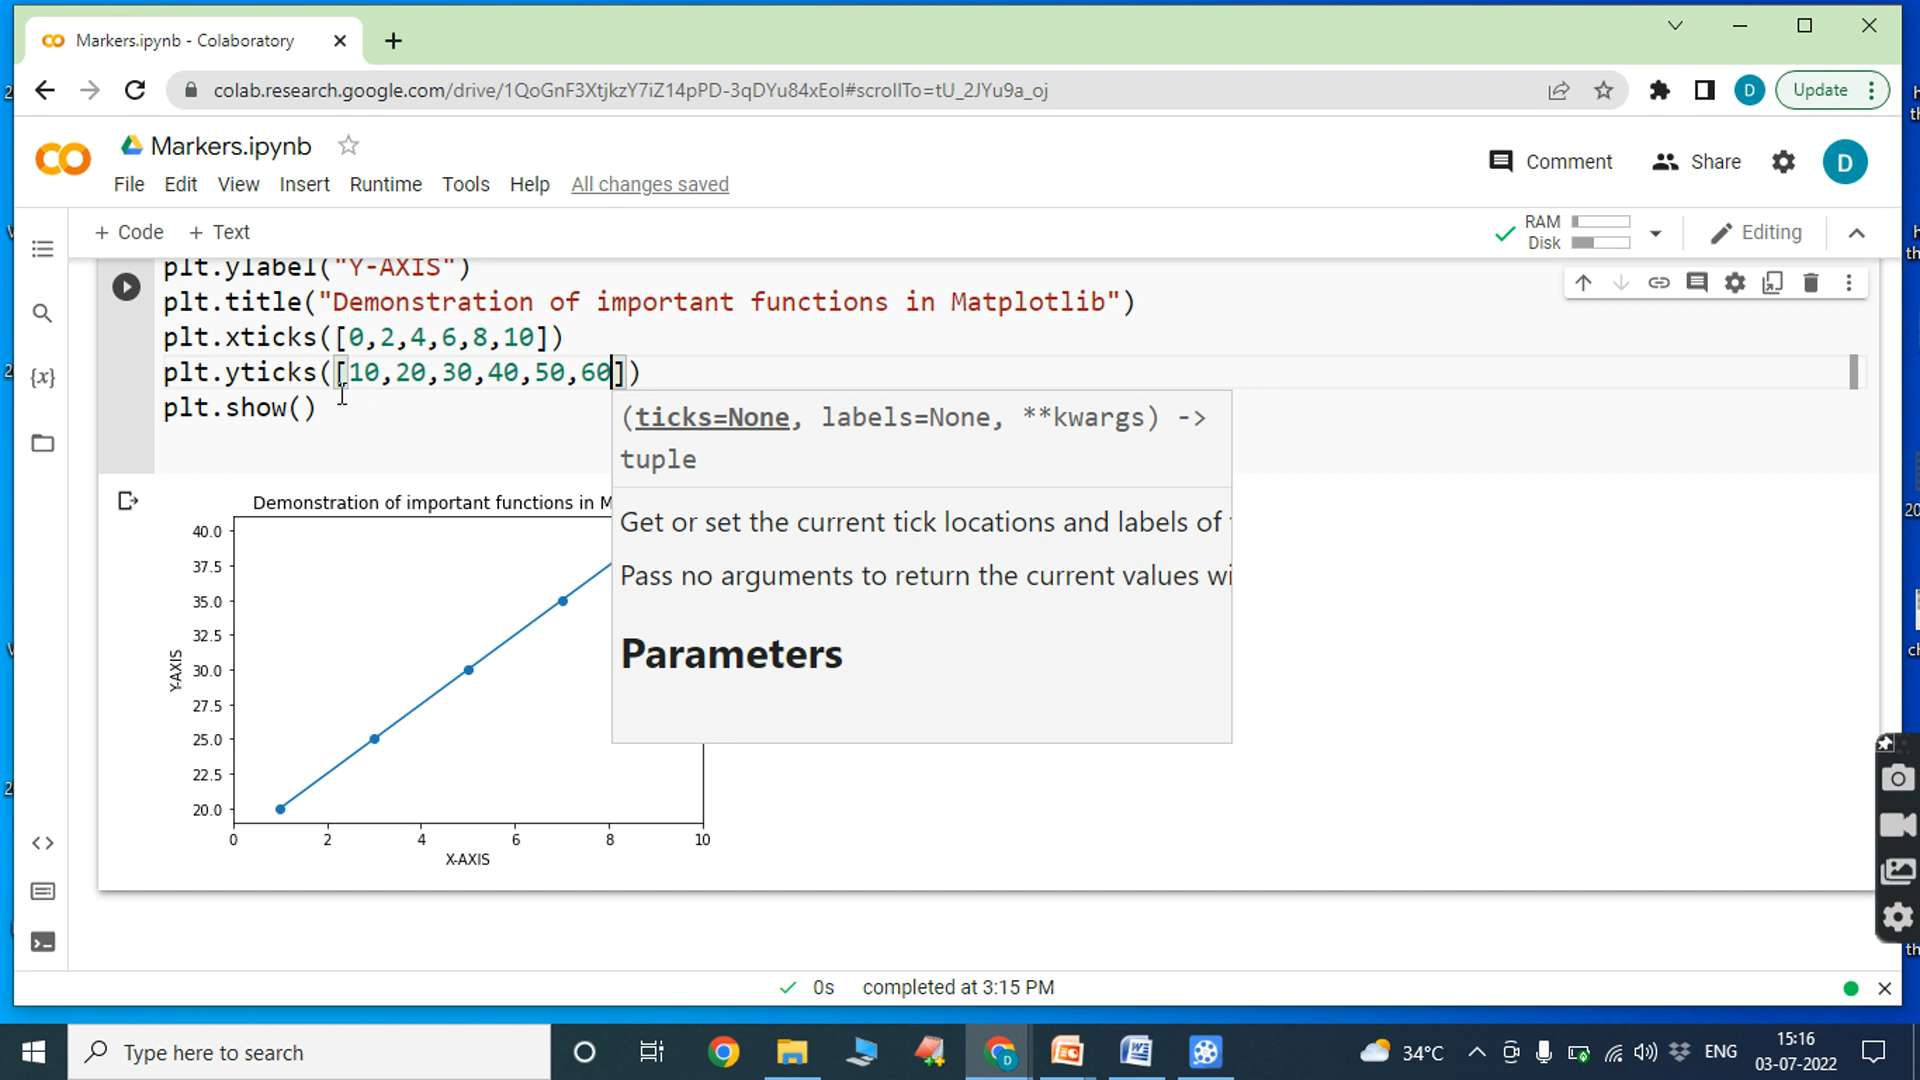 Markers.ipynb - Colaboratory
colab.research.google.com/drive/1QoGnF3XtjkzY7iZ14pPD-3qDYu84xEoI#scrollTo=tU_2JYu9a_oj
D
Update
Markers.ipynb
File Edit View Insert Runtime Tools Help All changes saved
Comment
Share
D
+ Code + Text
RAM
Disk
Editing
plt.ylabel("Y-AXIS")
plt.title("Demonstration of important functions in Matplotlib")
plt.xticks([0,2,4,6,8,10])
plt.yticks([10,20,30,40,50,60])
plt.show()
(ticks=None, labels=None, **kwargs) ->
tuple
Get or set the current tick locations and labels of
Pass no arguments to return the current values wi
Parameters
Demonstration of important functions in M
40.0
37.5
35.0
32.5
30.0
27.5
25.0
22.5
20.0
Y-AXIS
0 2 4 6 8 10
X-AXIS
{x}
0s completed at 3:15 PM
Type here to search
34°C
ENG
15:16
03-07-2022